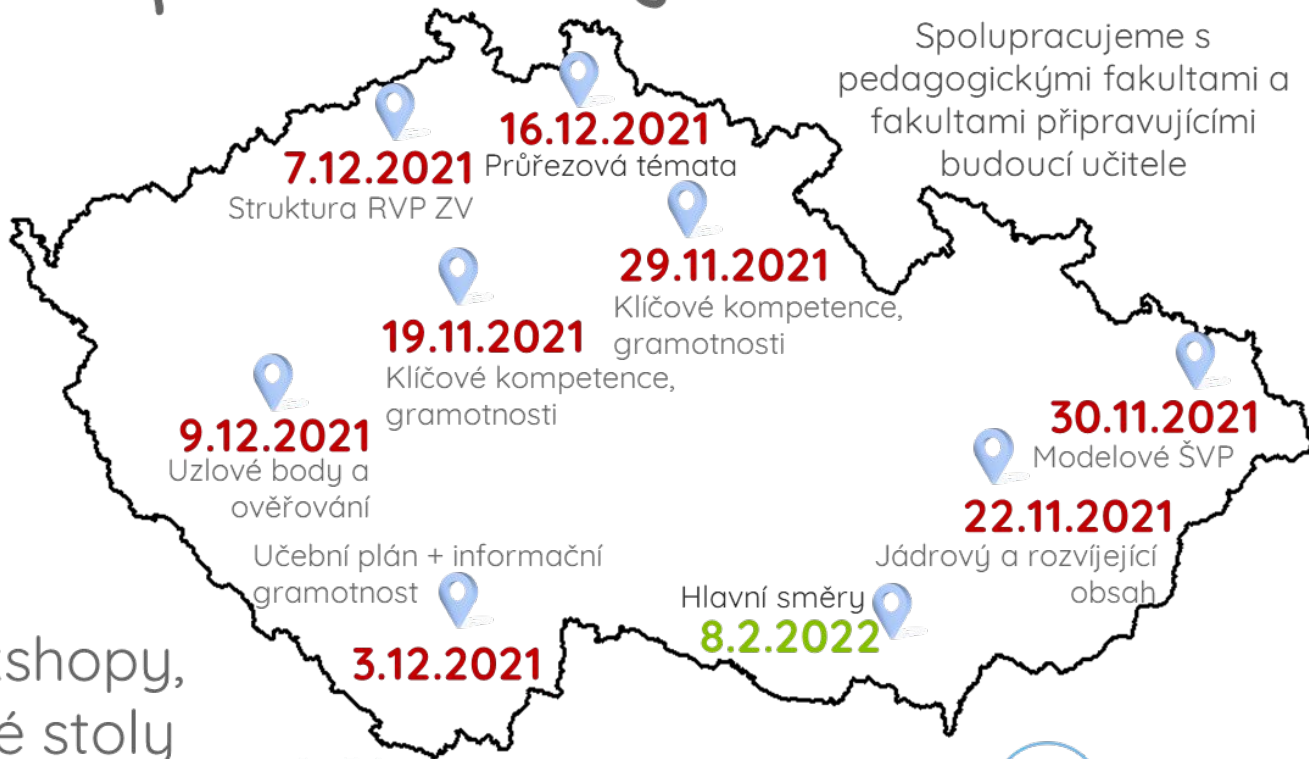 Spolupracujeme s
pedagogickými fakultami a
fakultami připravujícími
budoucí učitele
16.12.2021
Průřezová témata
7.12.2021
Struktura RVP ZV
29.11.2021
Klíčové kompetence,
gramotnosti
19.11.2021
Klíčové kompetence,
gramotnosti
30.11.2021
Modelové ŠVP
9.12.2021
Uzlové body a
ověřování
22.11.2021
Jádrový a rozvíjející
obsah
Učební plán + informační
gramotnost
3.12.2021
Hlavní směry
8.2.2022
shopy,
é stoly